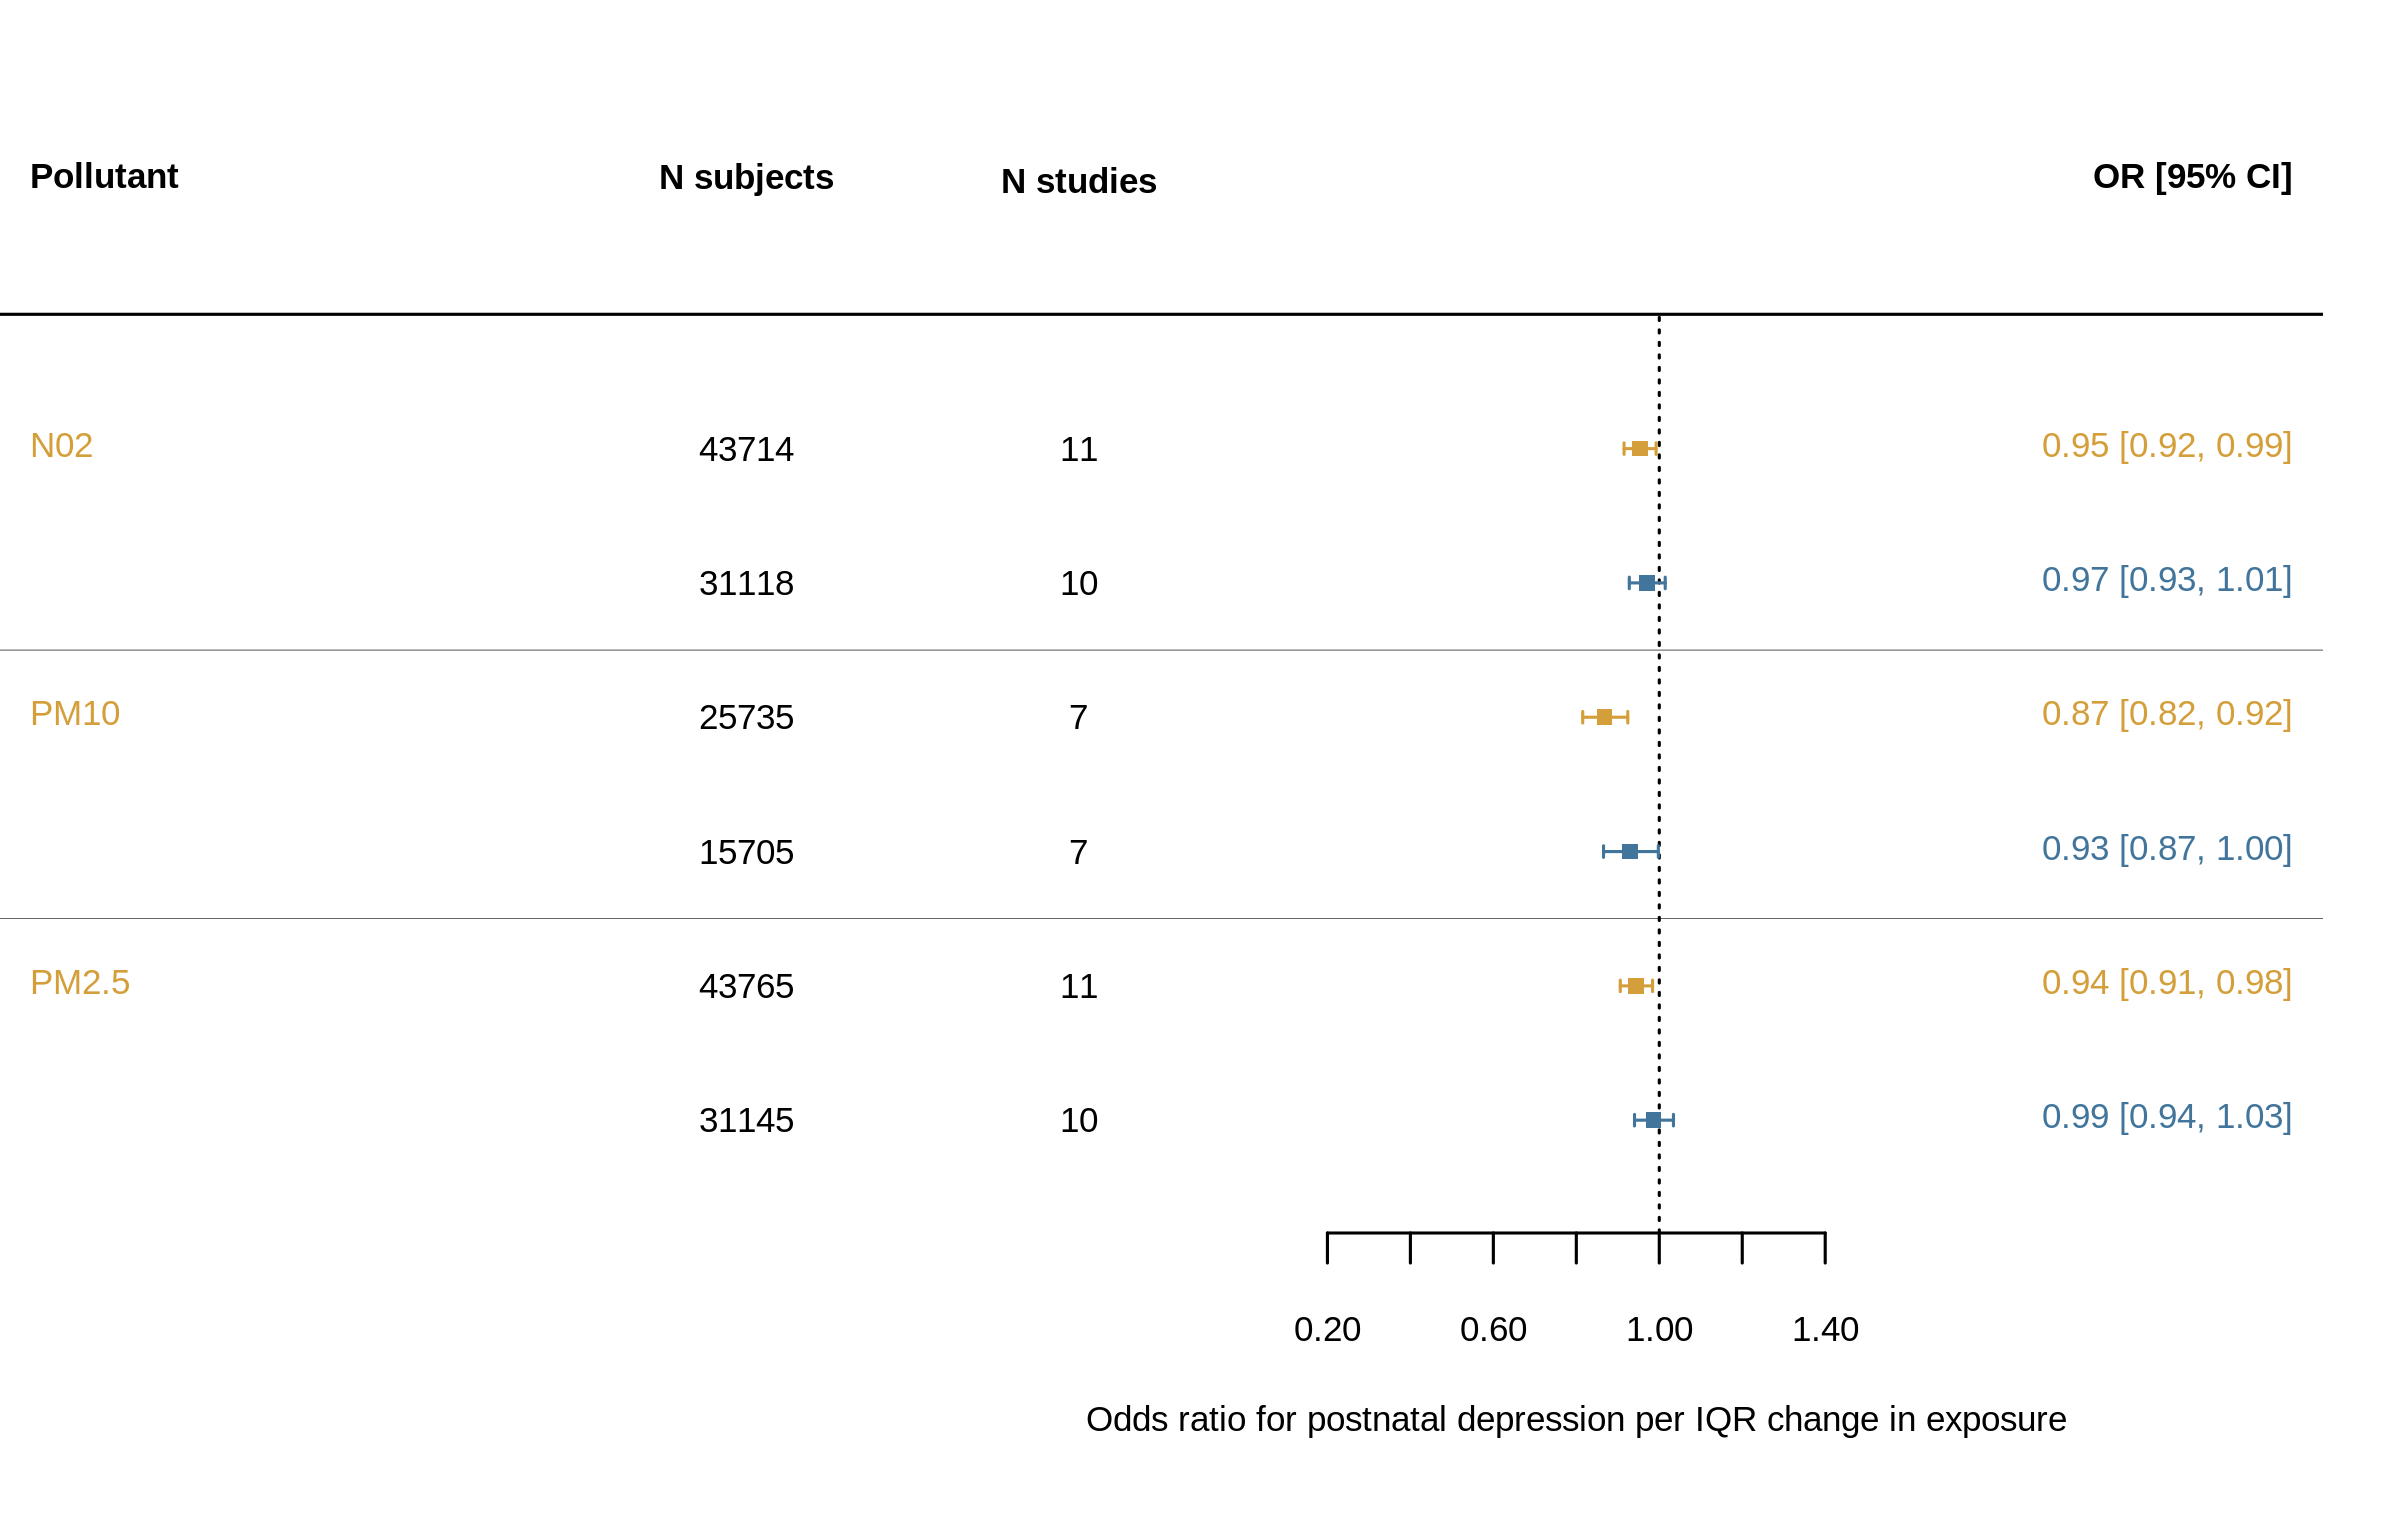 Pollutant N subjects N studies OR [95% CI]
N02 43714 11 0.95 [0.92, 0.99]
31118 10 0.97 [0.93, 1.01]
PM10 25735 7 0.87 [0.82, 0.92]
15705 7 0.93 [0.87, 1.00]
PM2.5 43765 11 0.94 [0.91, 0.98]
31145 10 0.99 [0.94, 1.03]
0.20 0.60 1.00 1.40
Odds ratio for postnatal depression per IQR change in exposure